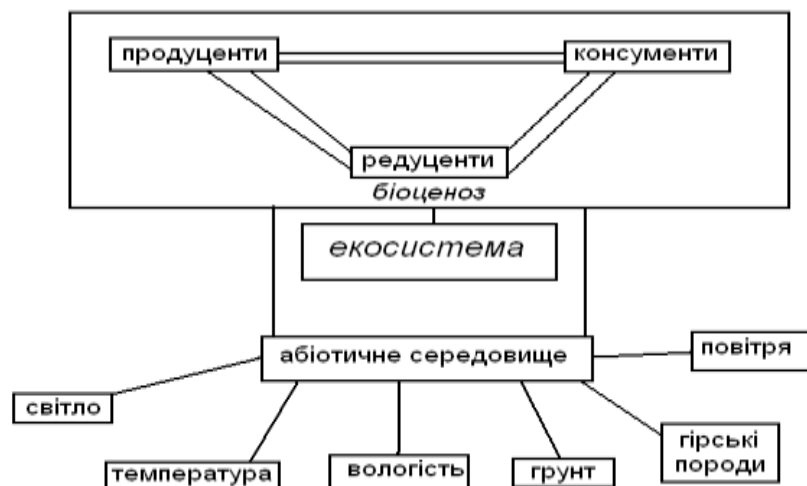 продуценти
консументи
редуценти
біоценоз
екосистема
абіотичне середовище
повітря
світло
температура
вологість
грунт
гірські
породи